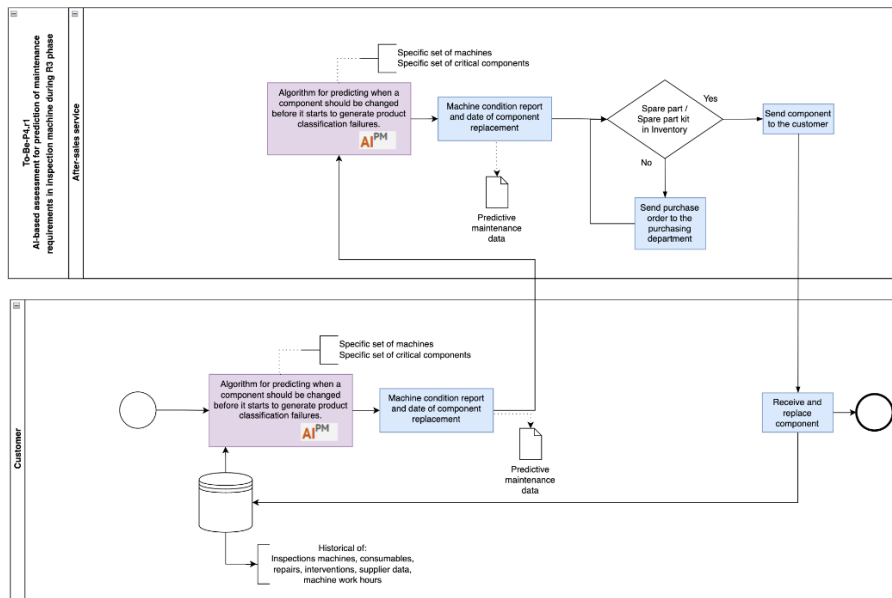 To-Be-P4.r1
AI-based assessment for prediction of maintenance
requirements in inspection machine during R3 phase
After-sales service
Specific set of machines
Specific set of critical components
Algorithm for predicting when a
component should be changed
before it starts to generate product
classification failures.
AI PM
Machine condition report
and date of component
replacement
Predictive
maintenance
data
Spare part /
Spare part kit
in Inventory
Yes
No
Send component
to the customer
Send purchase
order to the
purchasing
department
Customer
Specific set of machines
Specific set of critical components
Algorithm for predicting when a
component should be changed
before it starts to generate product
classification failures.
AI PM
Machine condition report
and date of component
replacement
Predictive
maintenance
data
Receive and
replace
component
Historical of:
Inspections machines, consumables,
repairs, interventions, supplier data,
machine work hours